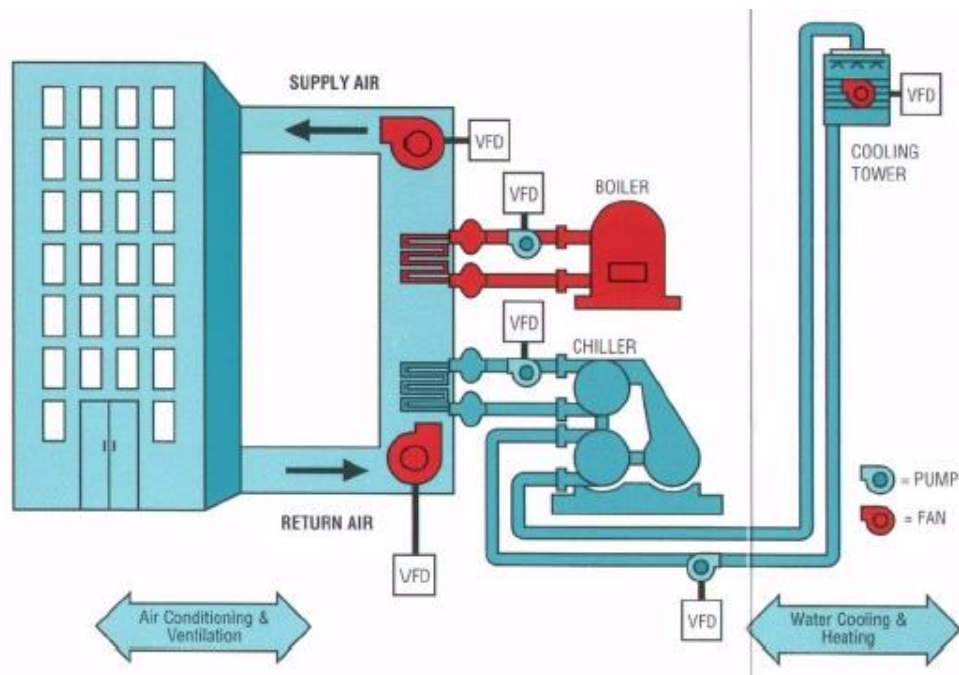 SUPPLY AIR
VFD
VFD
COOLING
TOWER
VFD
BOILER
VFD
CHILLER
= PUMP
= FAN
RETURN AIR
VFD
VFD
Air Conditioning &
Ventilation
Water Cooling &
Heating